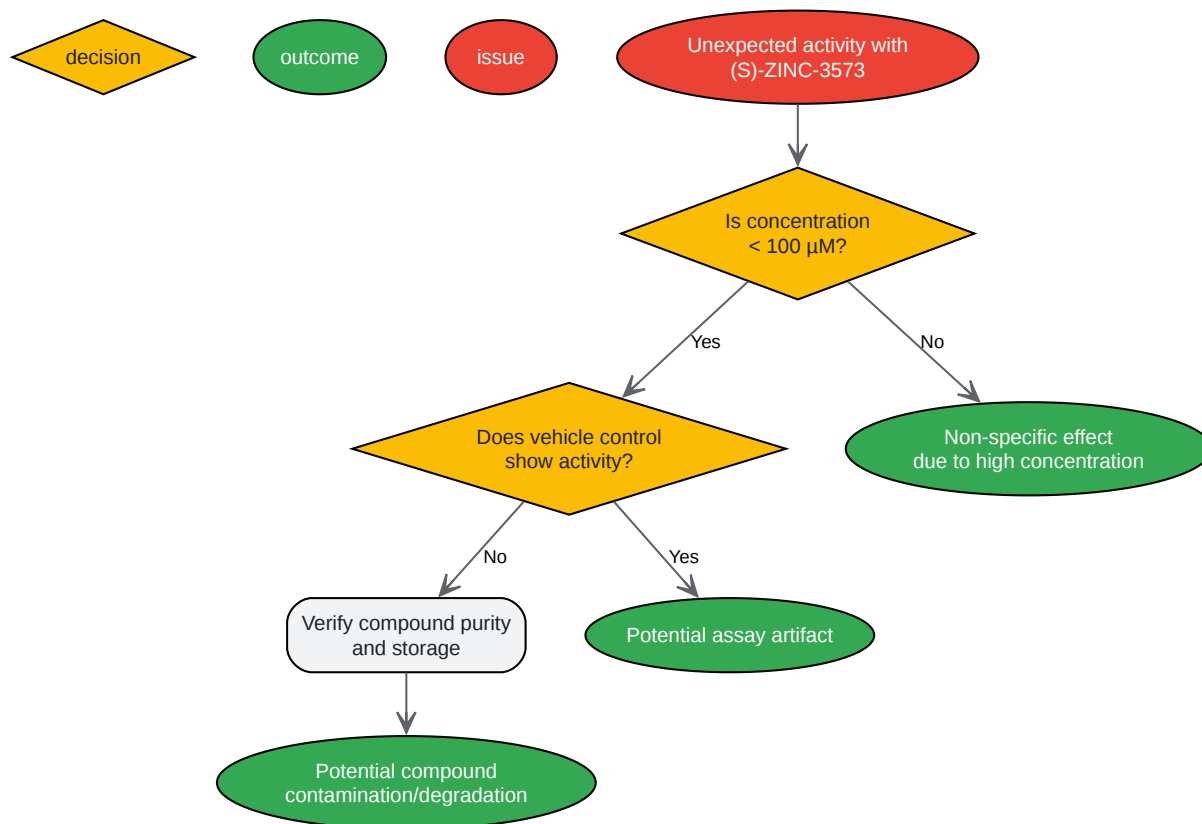 decision
outcome
issue
Unexpected activity with
(S)-ZINC-3573
Is concentration
< 100 µM?
Yes
No
Does vehicle control
show activity?
Non-specific effect
due to high concentration
No
Yes
Verify compound purity
and storage
Potential assay artifact
Potential compound
contamination/degradation